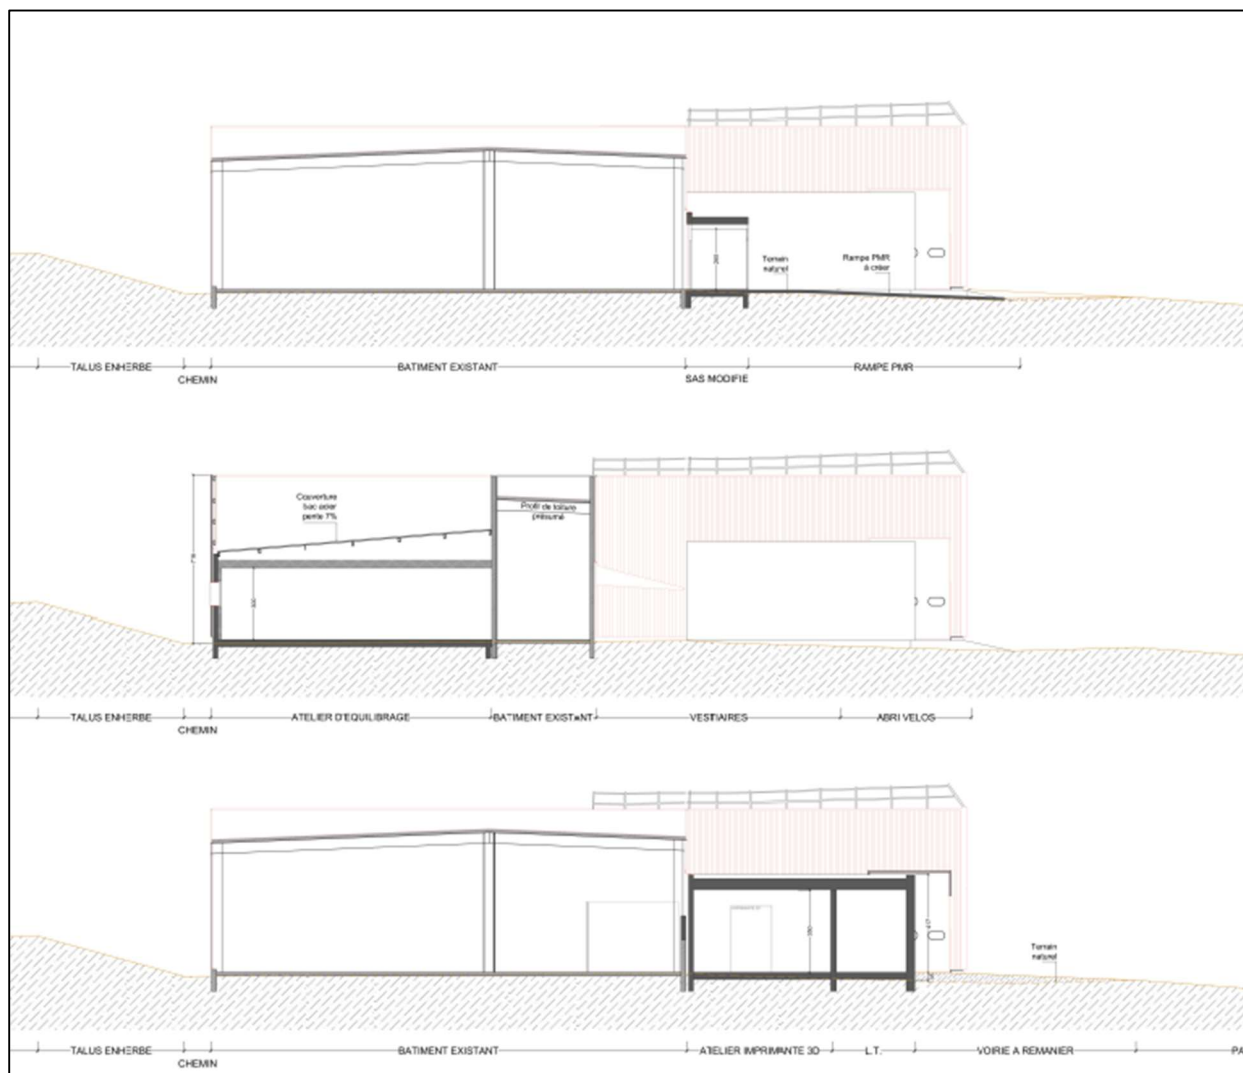 Terrain
naturel
Rampe PMR
à créer
TALUS ENHERBE
CHEMIN
BATIMENT EXISTANT
SAS MODIFIE
RAMPE PMR
Couverture
bac acier
pente 7%
Profil de toiture
présumé
TALUS ENHERBE
CHEMIN
ATELIER D'EQUILIBRAGE
BATIMENT EXISTANT
VESTIAIRES
ABRI VELOS
Terrain
naturel
TALUS ENHERBE
CHEMIN
BATIMENT EXISTANT
ATELIER IMPRIMANTE 3D
L.T.
VOIRIE A REMANIER
PA